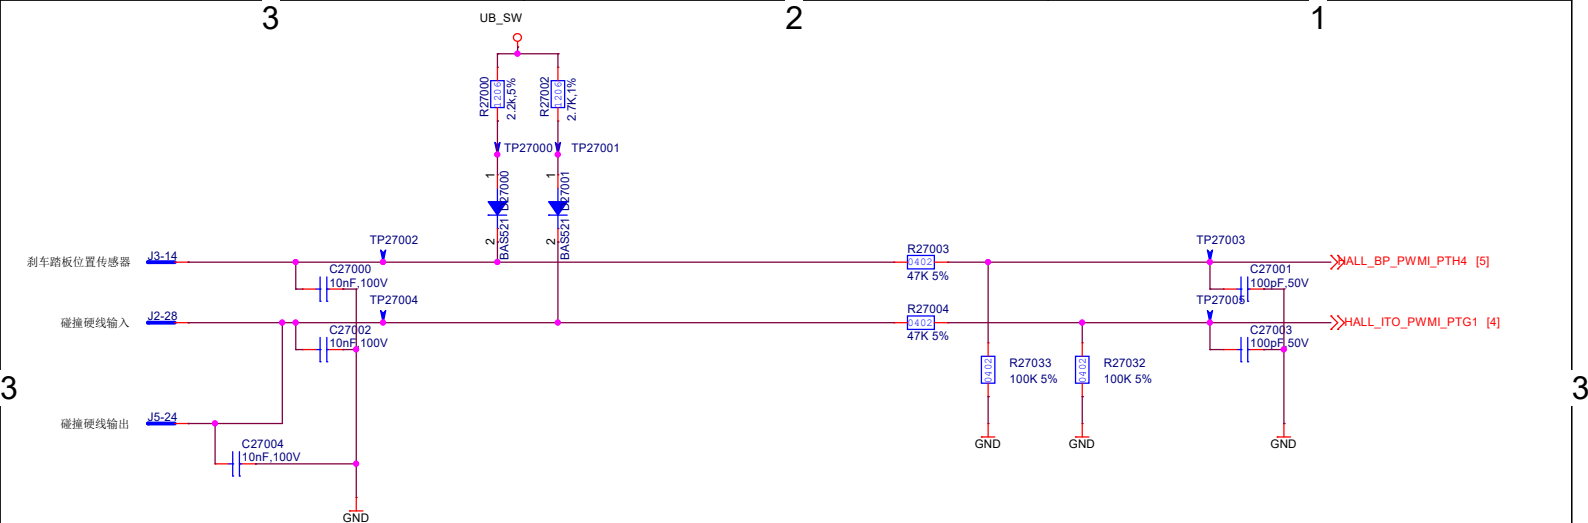 3
2
1
UB_SW
R27000
1206
2.2k,5%
R27002
1206
2.7K,1%
TP27000
TP27001
1
D27000
BAS521
2
1
D27001
BAS521
2
刹车踏板位置传感器
J3-14
TP27002
C27000
10nF,100V
R27003
0402
47K 5%
TP27003
C27001
100pF,50V
HALL_BP_PWMI_PTH4 [5]
碰撞硬线输入
J2-28
TP27004
C27002
10nF,100V
R27004
0402
47K 5%
TP27005
C27003
100pF,50V
HALL_ITO_PWMI_PTG1 [4]
R27033
0402
100K 5%
R27032
0402
100K 5%
3
3
碰撞硬线输出
J5-24
C27004
10nF,100V
GND
GND
GND
GND